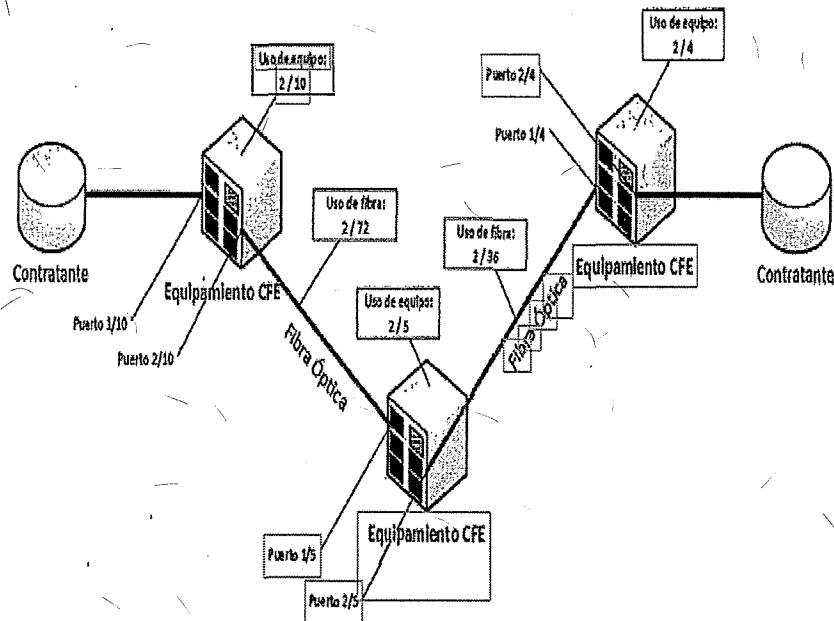 Uso de equipo:
2/10
Uso de equipo:
2/4
Puerto 2/4
Puerto 1/4
Uso de fibra:
2/72
Uso de fibra:
2/36
Contratante
Equipamiento CFE
Equipamiento CFE
Contratante
Uso de equipo:
2/5
Fibra Óptica
Fibra Óptica
Puerto 1/10
Puerto 2/10
Equipamiento CFE
Puerto 1/5
Puerto 2/5